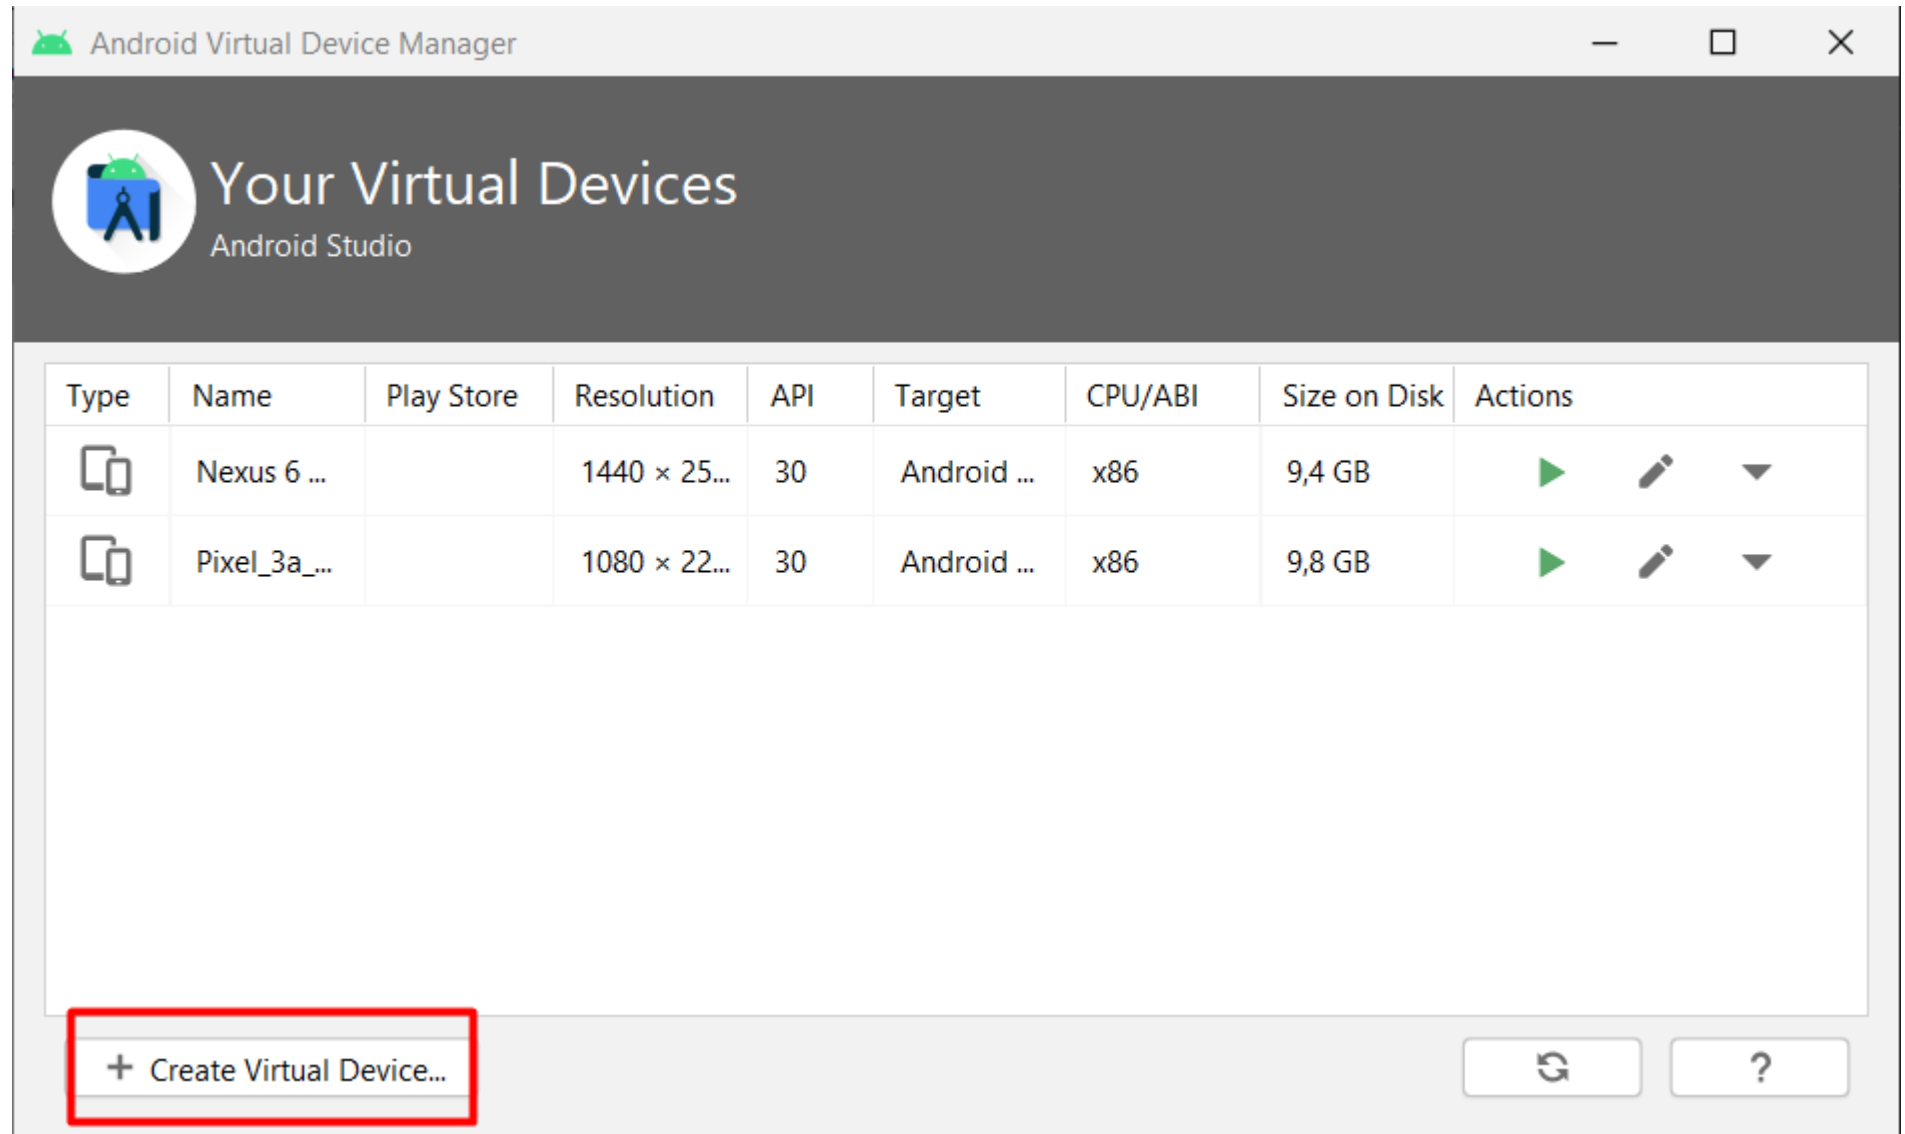 Android Virtual Device Manager
Your Virtual Devices
Android Studio
Type Name Play Store Resolution API Target CPU/ABI Size on Disk Actions
Nexus 6 ... 1440 × 25... 30 Android ... x86 9,4 GB
Pixel_3a_... 1080 × 22... 30 Android ... x86 9,8 GB
+ Create Virtual Device... ?